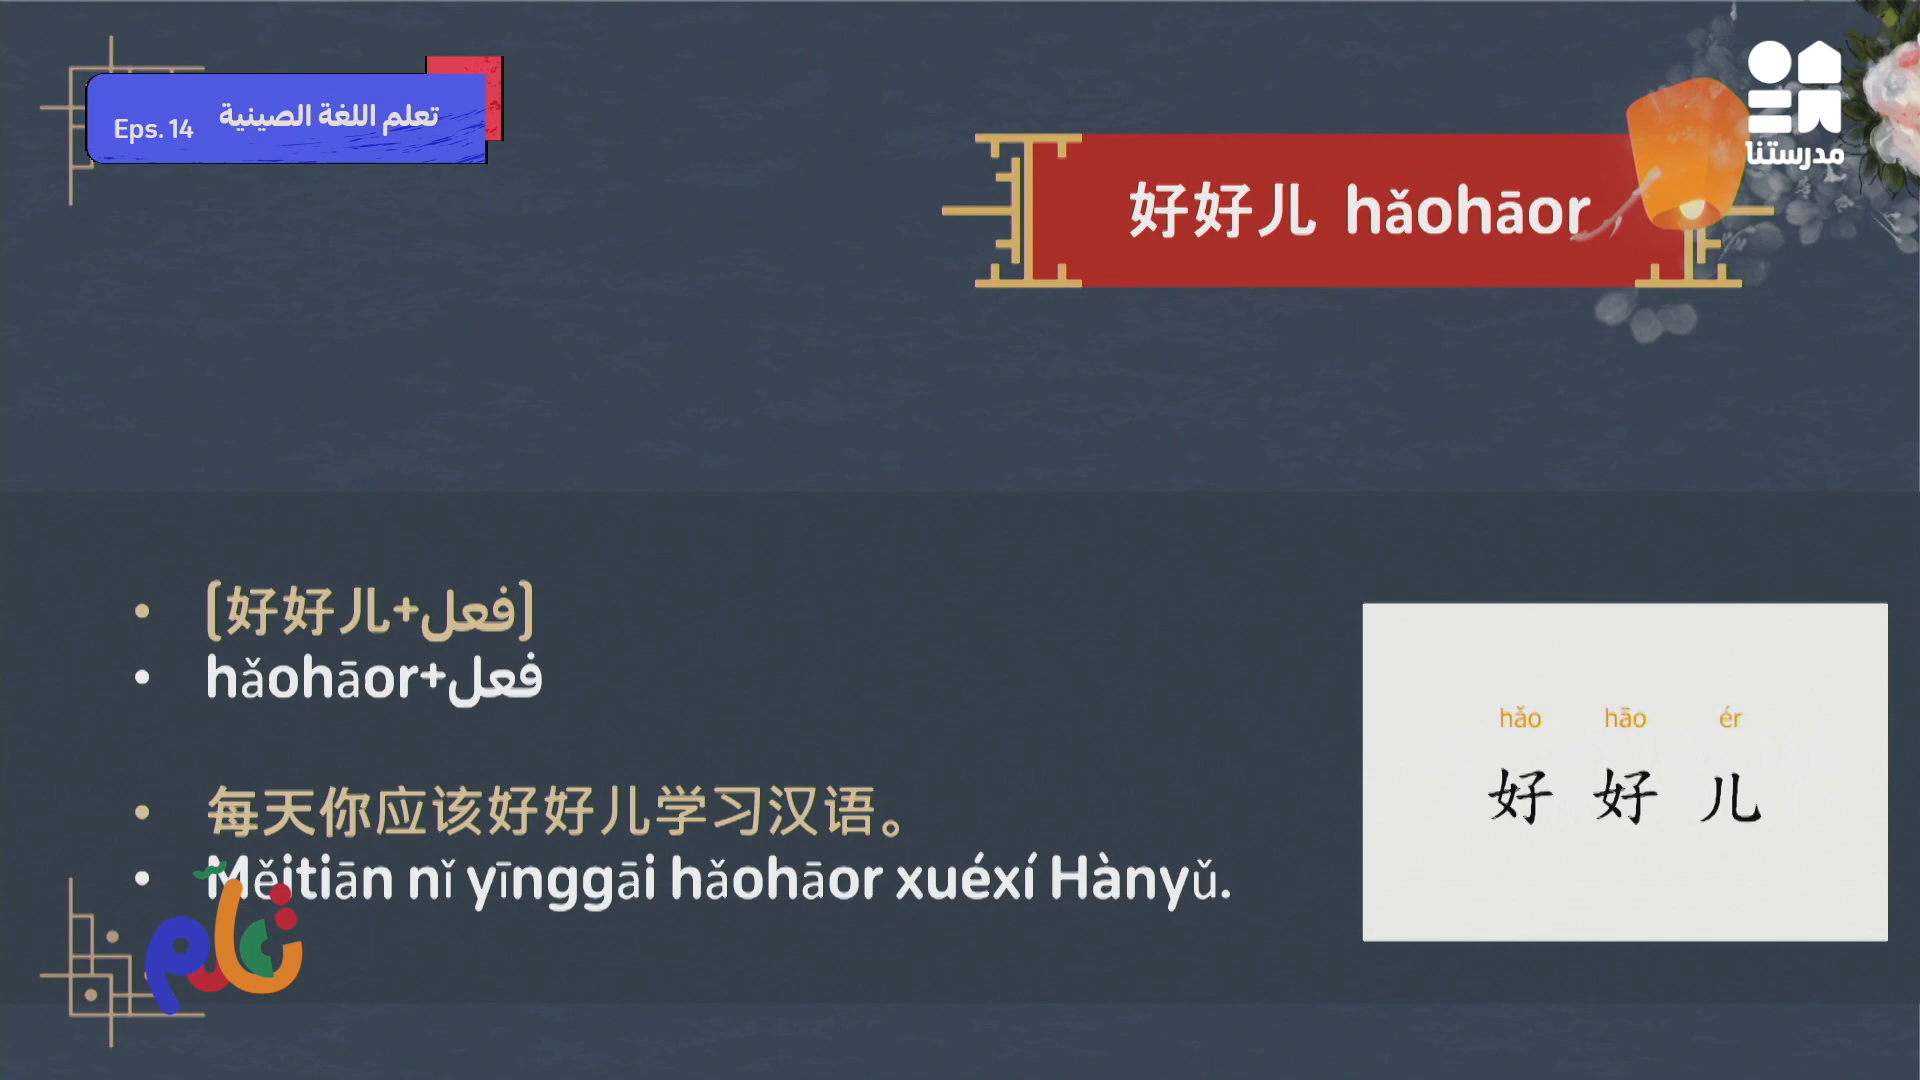 تعلم اللغة الصينية
Eps. 14
مدرستنا
好好儿 hǎohāor
[好好儿+فعل]
hǎohāor+فعل
每天你应该好好儿学习汉语。
Měitiān nǐ yīnggāi hǎohāor xuéxí Hànyǔ.
hǎo hāo ér
好 好 儿